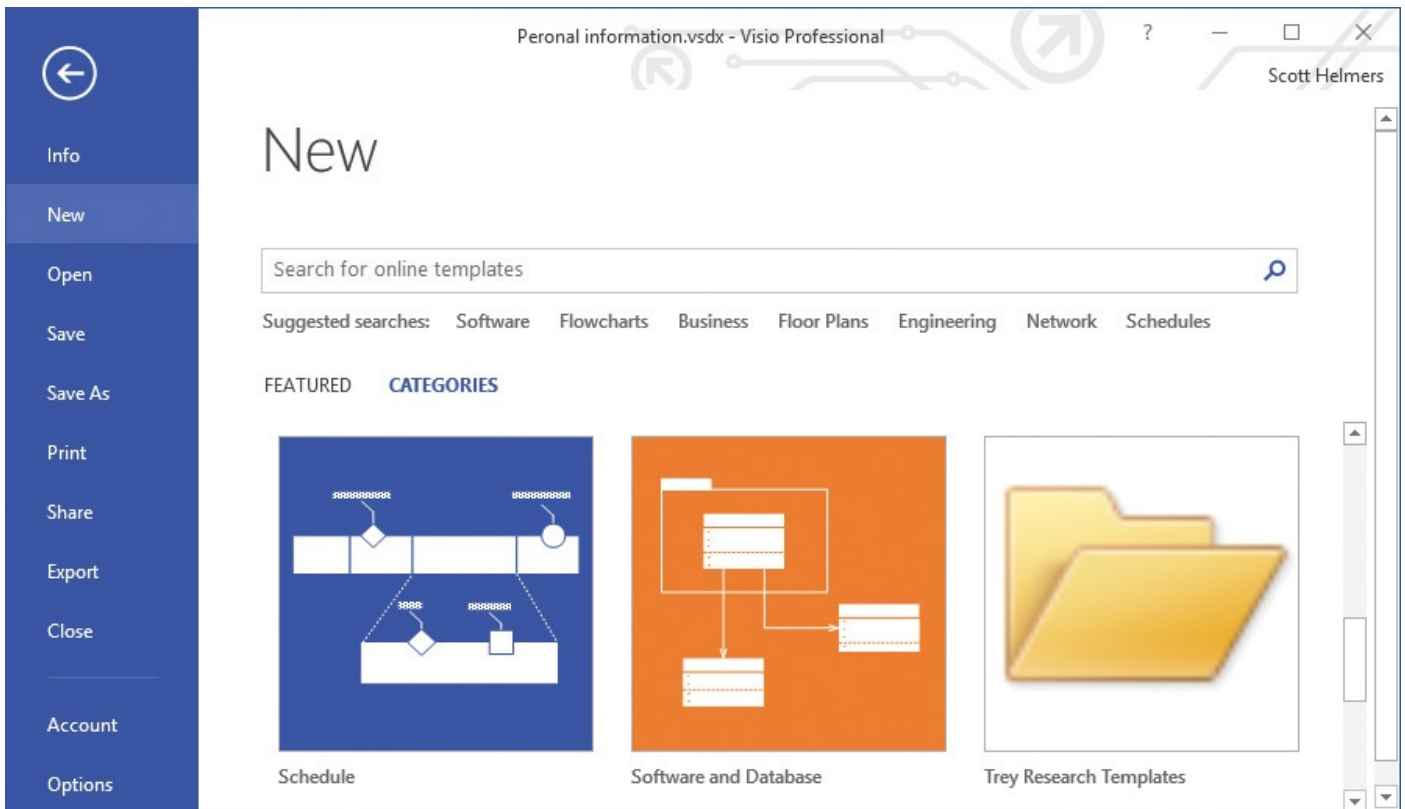 Peronal information.vsdx - Visio Professional
?
Scott Helmers
Info
New
Open
Save
Save As
Print
Share
Export
Close
Account
Options
New
Search for online templates
Suggested searches: Software Flowcharts Business Floor Plans Engineering Network Schedules
FEATURED CATEGORIES
Schedule
Software and Database
Trey Research Templates